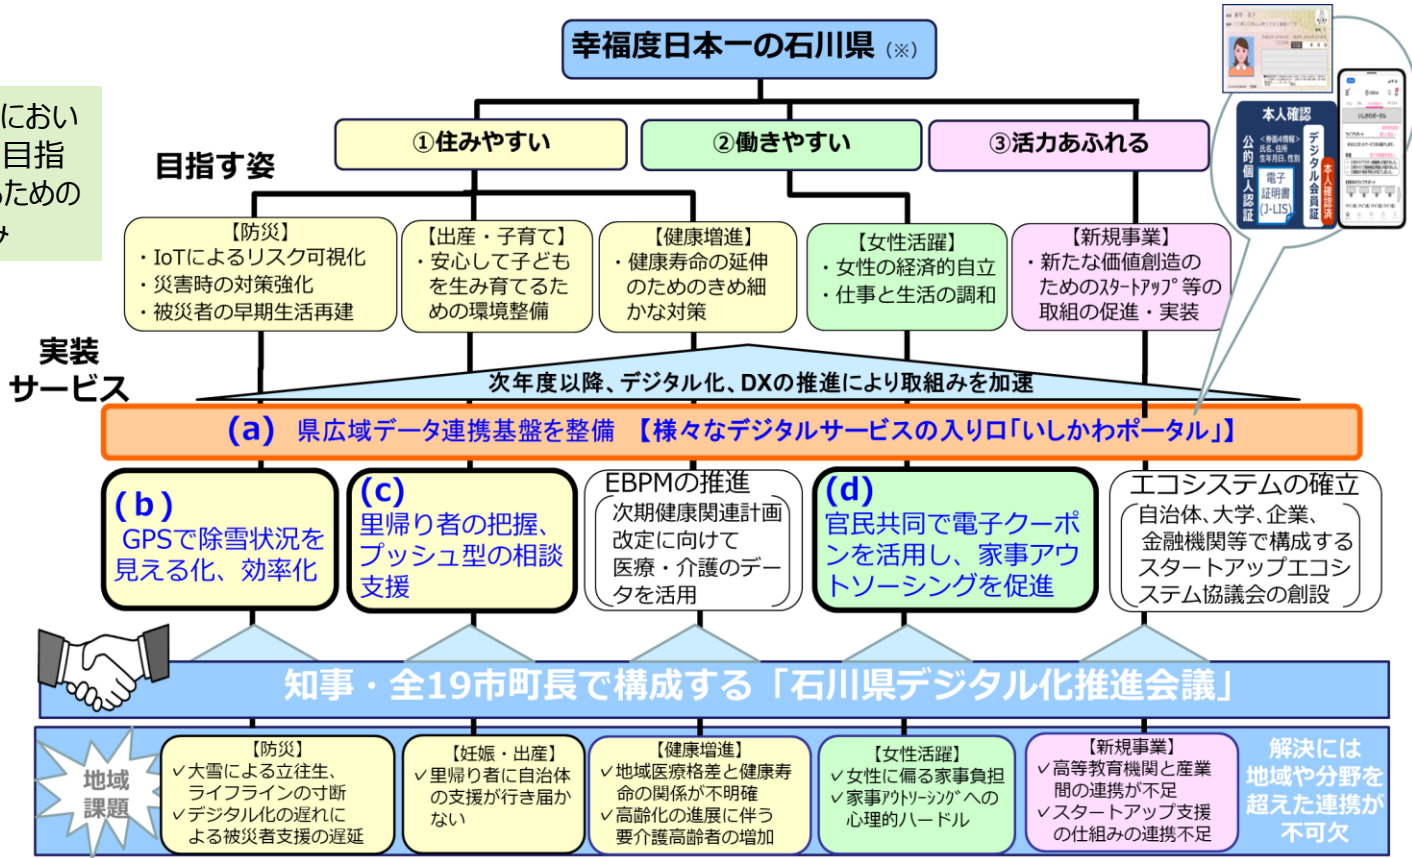 幸福度日本一の石川県（※）
におい
目指
るための
①住みやすい
②働きやすい
③活力あふれる
目指す姿
本人確認
公的個人認証
＜券面4情報＞
氏名、住所
生年月日、性別
電子
証明書
(J-LIS)
デジタル会員証
本人確認済
いしかわポータル
【防災】
・IoTによるリスク可視化
・災害時の対策強化
・被災者の早期生活再建
【出産・子育て】
・安心して子ども
を生み育てるた
めの環境整備
【健康増進】
・健康寿命の延伸
のためのきめ細
かな対策
【女性活躍】
・女性の経済的自立
・仕事と生活の調和
【新規事業】
・新たな価値創造の
ためのｽﾀｰﾄｱｯﾌﾟ等の
取組の促進・実装
実装
サービス
次年度以降、デジタル化、DXの推進により取組みを加速
(a) 県広域データ連携基盤を整備 【様々なデジタルサービスの入り口「いしかわポータル」】
(b)
GPSで除雪状況を
見える化、効率化
(c)
里帰り者の把握、
プッシュ型の相談
支援
EBPMの推進
次期健康関連計画
改定に向けて
医療・介護のデー
タを活用
(d)
官民共同で電子クーポ
ンを活用し、家事アウ
トソーシングを促進
エコシステムの確立
自治体、大学、企業、
金融機関等で構成する
スタートアップエコシ
ステム協議会の創設
知事・全19市町長で構成する「石川県デジタル化推進会議」
地域
課題
【防災】
✓大雪による立往生、
ライフラインの寸断
✓デジタル化の遅れに
よる被災者支援の遅延
【妊娠・出産】
✓里帰り者に自治体
の支援が行き届か
ない
【健康増進】
✓地域医療格差と健康寿
命の関係が不明確
✓高齢化の進展に伴う
要介護高齢者の増加
【女性活躍】
✓女性に偏る家事負担
✓家事ｱｳﾄｿｰｼﾝｸﾞへの
心理的ハードル
【新規事業】
✓高等教育機関と産業
間の連携が不足
✓スタートアップ支援
の仕組みの連携不足
解決には
地域や分野を
超えた連携が
不可欠